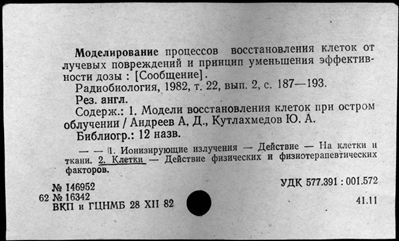 Моделирование процессов восстановления клеток от
лучевых повреждений и принцип уменьшения эффектив-
ности дозы : [Сообщение].
Радиобиология, 1982, т. 22, вып. 2, с. 187—193.
Рез. англ.
Содерж.: 1. Модели восстановления клеток при остром
облучении / Андреев А. Д., Кутлахмедов Ю. А.
Библиогр.: 12 назв.
— — 1. Ионизирующие излучения — Действие — На клетки и
ткани. 2. Клетки — Действие физических и физиотерапевтических
факторов.
№ 146952
УДК 577.391 : 001.572
62 № 16342
ВКП и ГЦНМБ 28 XII 82
41.11